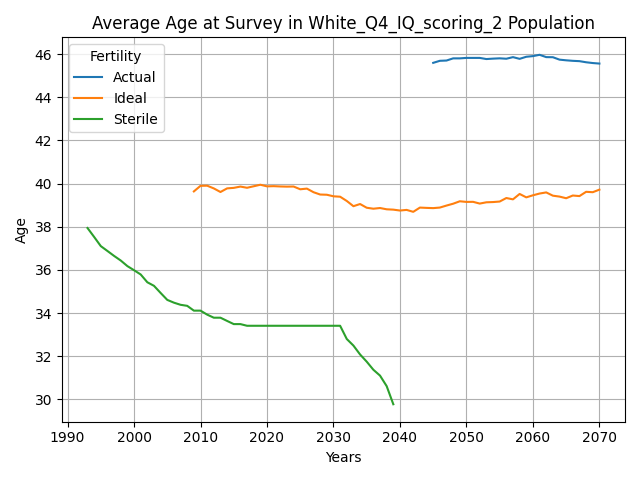 Average Age at Survey in White_Q4_IQ_scoring_2 Population
Fertility
Actual
Ideal
Sterile
Age
46
44
42
40
38
36
34
32
30
1990
2000
2010
2020
2030
2040
2050
2060
2070
Years